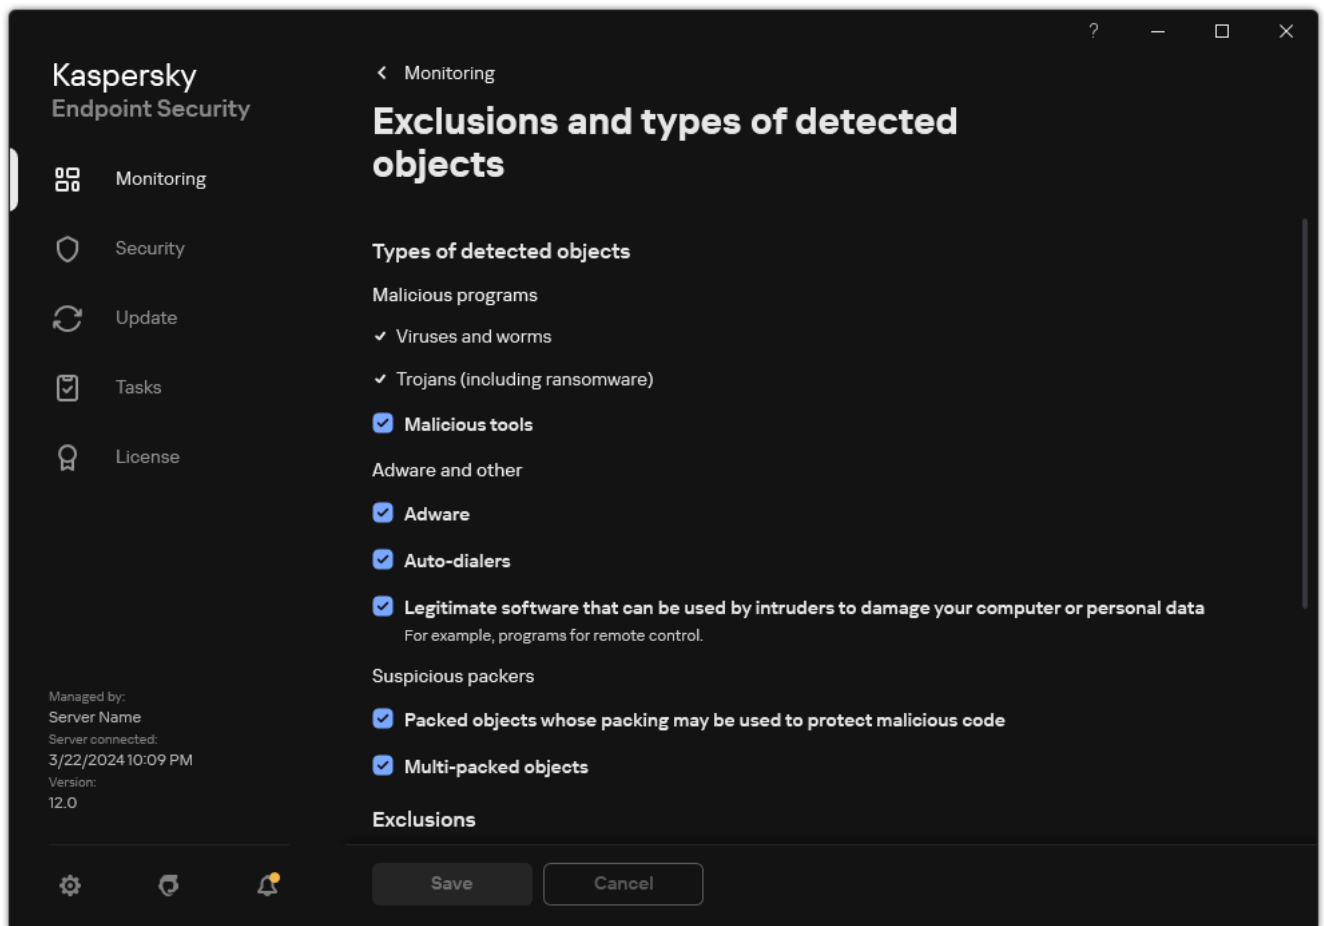 ?
Kaspersky
Endpoint Security
Monitoring
Security
Update
Tasks
License
Managed by:
Server Name
Server connected:
3/22/2024 10:09 PM
Version:
12.0
Monitoring
Exclusions and types of detected
objects
Types of detected objects
Malicious programs
Viruses and worms
Trojans (including ransomware)
Malicious tools
Adware and other
Adware
Auto-dialers
Legitimate software that can be used by intruders to damage your computer or personal data
For example, programs for remote control.
Suspicious packers
Packed objects whose packing may be used to protect malicious code
Multi-packed objects
Exclusions
Save
Cancel